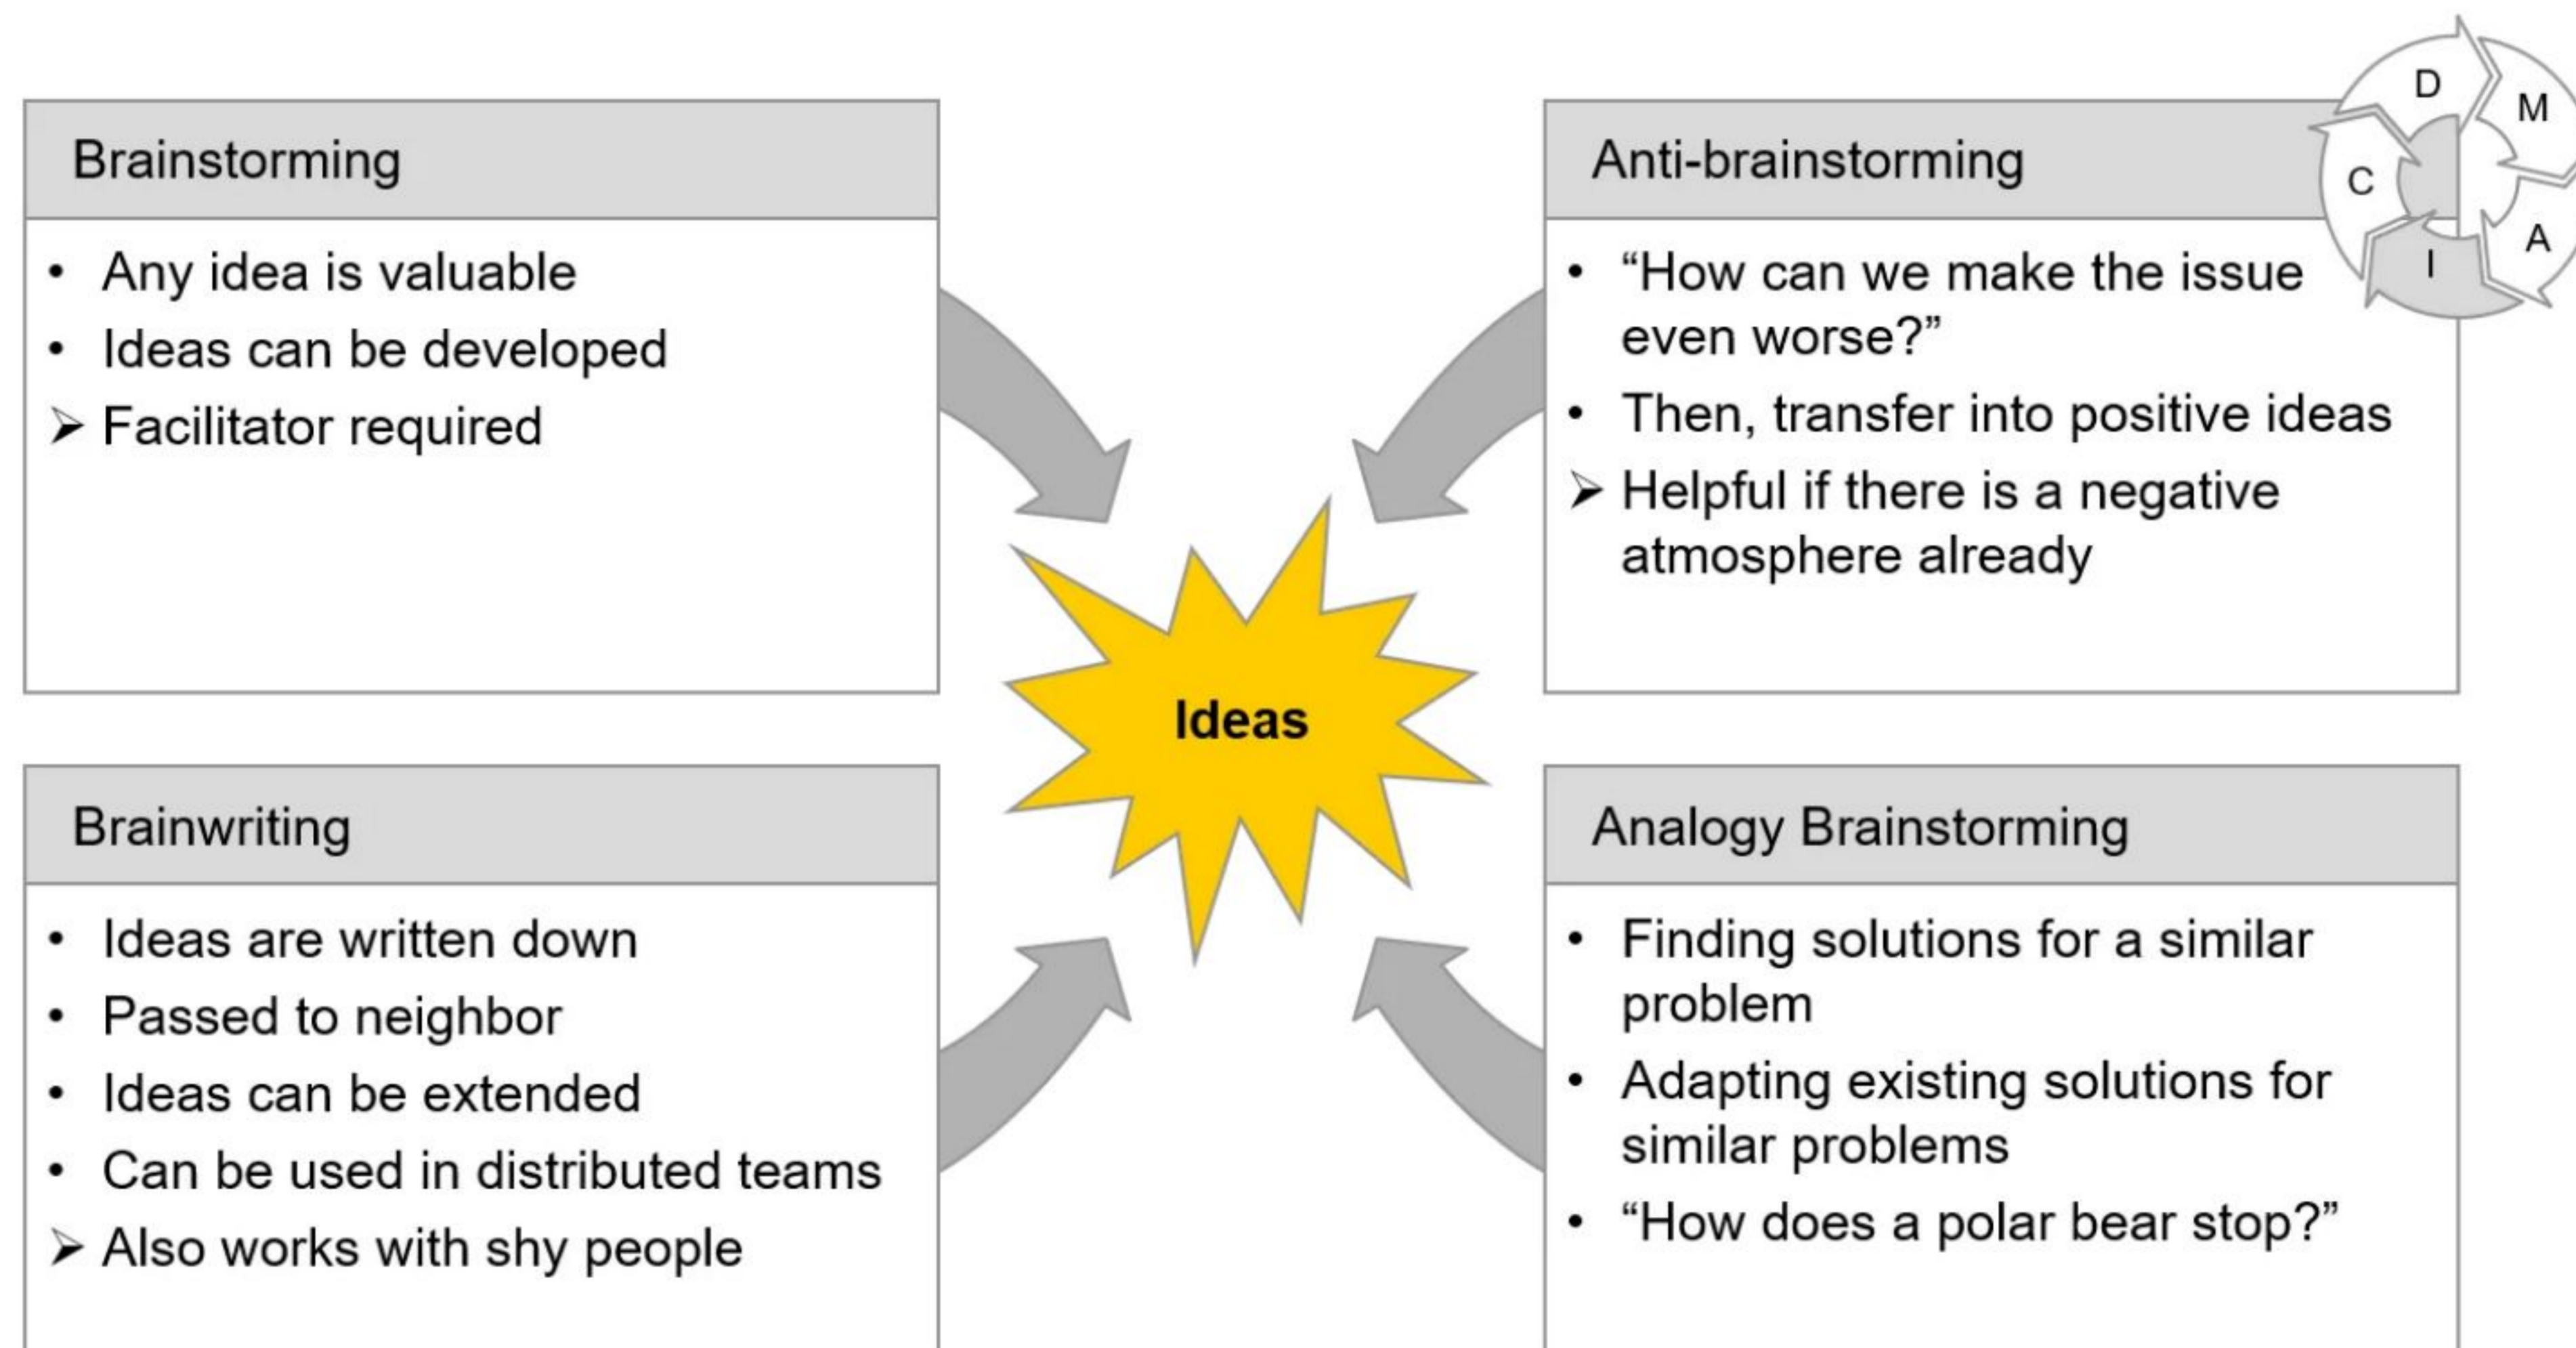 Brainstorming
• Any idea is valuable
• Ideas can be developed
➢ Facilitator required
Anti-brainstorming
• “How can we make the issue
even worse?”
• Then, transfer into positive ideas
➢ Helpful if there is a negative
atmosphere already
D
M
A
I
C
Ideas
Brainwriting
• Ideas are written down
• Passed to neighbor
• Ideas can be extended
• Can be used in distributed teams
➢ Also works with shy people
Analogy Brainstorming
• Finding solutions for a similar
problem
• Adapting existing solutions for
similar problems
• “How does a polar bear stop?”